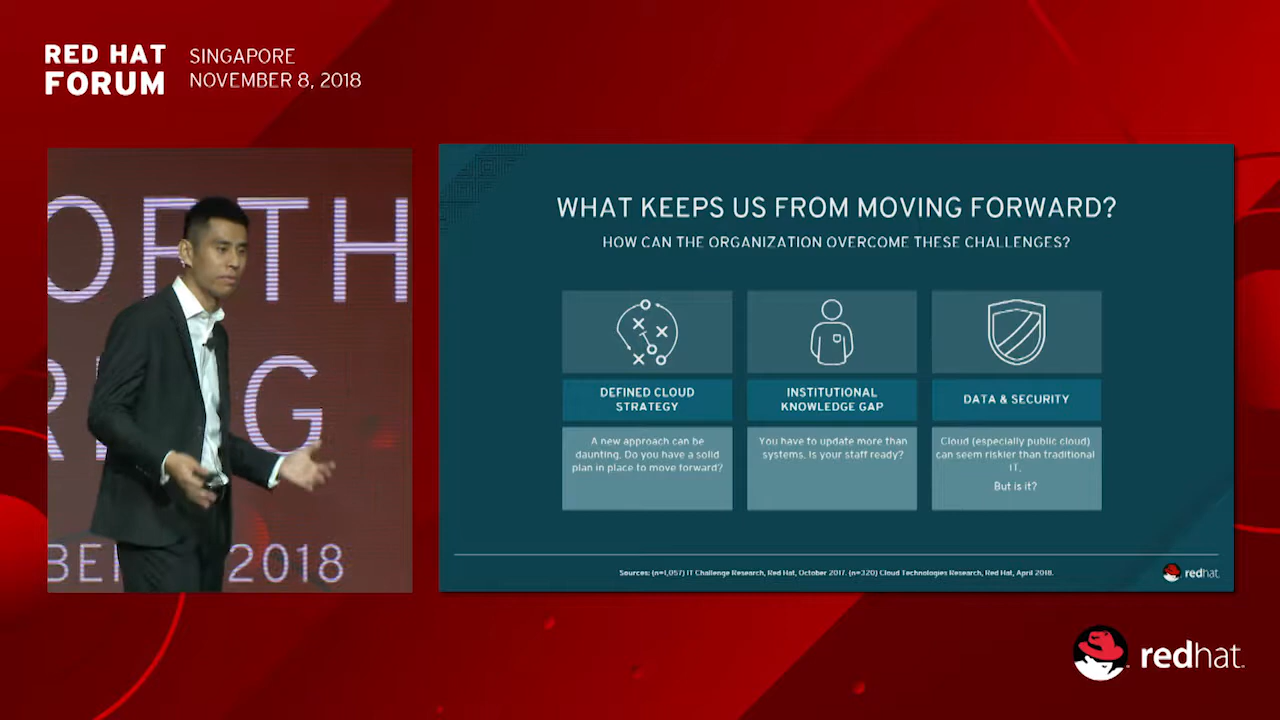 RED HAT
FORUM
SINGAPORE
NOVEMBER 8, 2018
ORTH
RING
BER 8, 2018
WHAT KEEPS US FROM MOVING FORWARD?
HOW CAN THE ORGANIZATION OVERCOME THESE CHALLENGES?
DEFINED CLOUD
STRATEGY
A new approach can be
daunting. Do you have a solid
plan in place to move forward?
INSTITUTIONAL
KNOWLEDGE GAP
You have to update more than
systems. Is your staff ready?
DATA & SECURITY
Cloud (especially public cloud)
can seem riskier than traditional
IT.
But is it?
Sources: (n=1,057) IT Challenge Research, Red Hat, October 2017. (n=320) Cloud Technologies Research, Red Hat, April 2018.
redhat.
redhat.